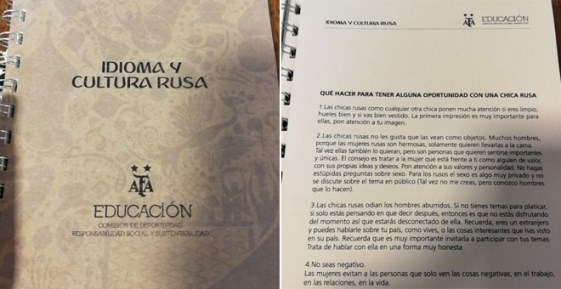 IDIOMA Y
CULTURA RUSA
AFA
EDUCACIÓN
COMISIÓN DE DEPORTIVIDAD
RESPONSABILIDAD SOCIAL Y SUSTENTABILIDAD
IDIOMA Y CULTURA RUSA
AFA
EDUCACIÓN
QUÉ HACER PARA TENER ALGUNA OPORTUNIDAD CON UNA CHICA RUSA
1.Las chicas rusas como cualquier otra chica ponen mucha atención si eres limpio,
hueles bien y si vas bien vestido. La primera impresión es muy importante para
ellas, pon atención a tu imagen.
2.Las chicas rusas no les gusta que las vean como objetos. Muchos hombres,
porque las mujeres rusas son hermosas, solamente quieren llevarlas a la cama.
Tal vez ellas también lo quieran, pero son personas que quieren sentirse importantes
y únicas. El consejo es tratar a la mujer que está frente a ti como alguien de valor,
con sus propias ideas y deseos. Pon atención a sus valores y personalidad. No hagas
estúpidas preguntas sobre sexo. Para los rusos el sexo es algo muy privado y no
se discute sobre el tema en público (Tal vez no me creas, pero conozco hombres
que lo hacen).
3.Las chicas rusas odian los hombres aburridos. Si no tienes temas para platicar,
si solo estás pensando en que decir después, entonces es que no estás disfrutando
del momento así que estarás desconectado de ella. Recuerda, eres un extranjero
y puedes hablarle sobre tu país, como vives, o las cosas interesantes que has visto
en su país. Recuerda que es muy importante invitarla a participar con tus temas.
Trata de hablar con ella en una forma muy honesta.
4.No seas negativo.
Las mujeres evitan a las personas que solo ven las cosas negativas, en el trabajo,
en las relaciones, en la vida.